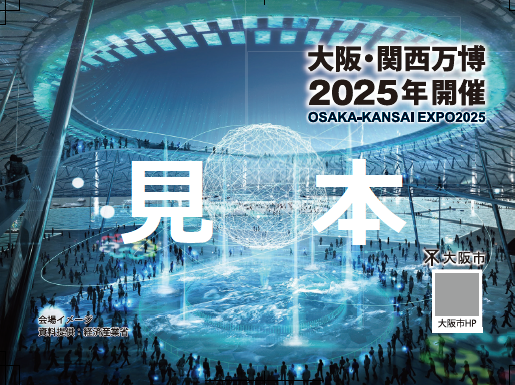 大阪・関西万博
2025年開催
OSAKA-KANSAI EXPO2025
見本
大阪市
大阪市HP
会場イメージ
資料提供：経済産業省